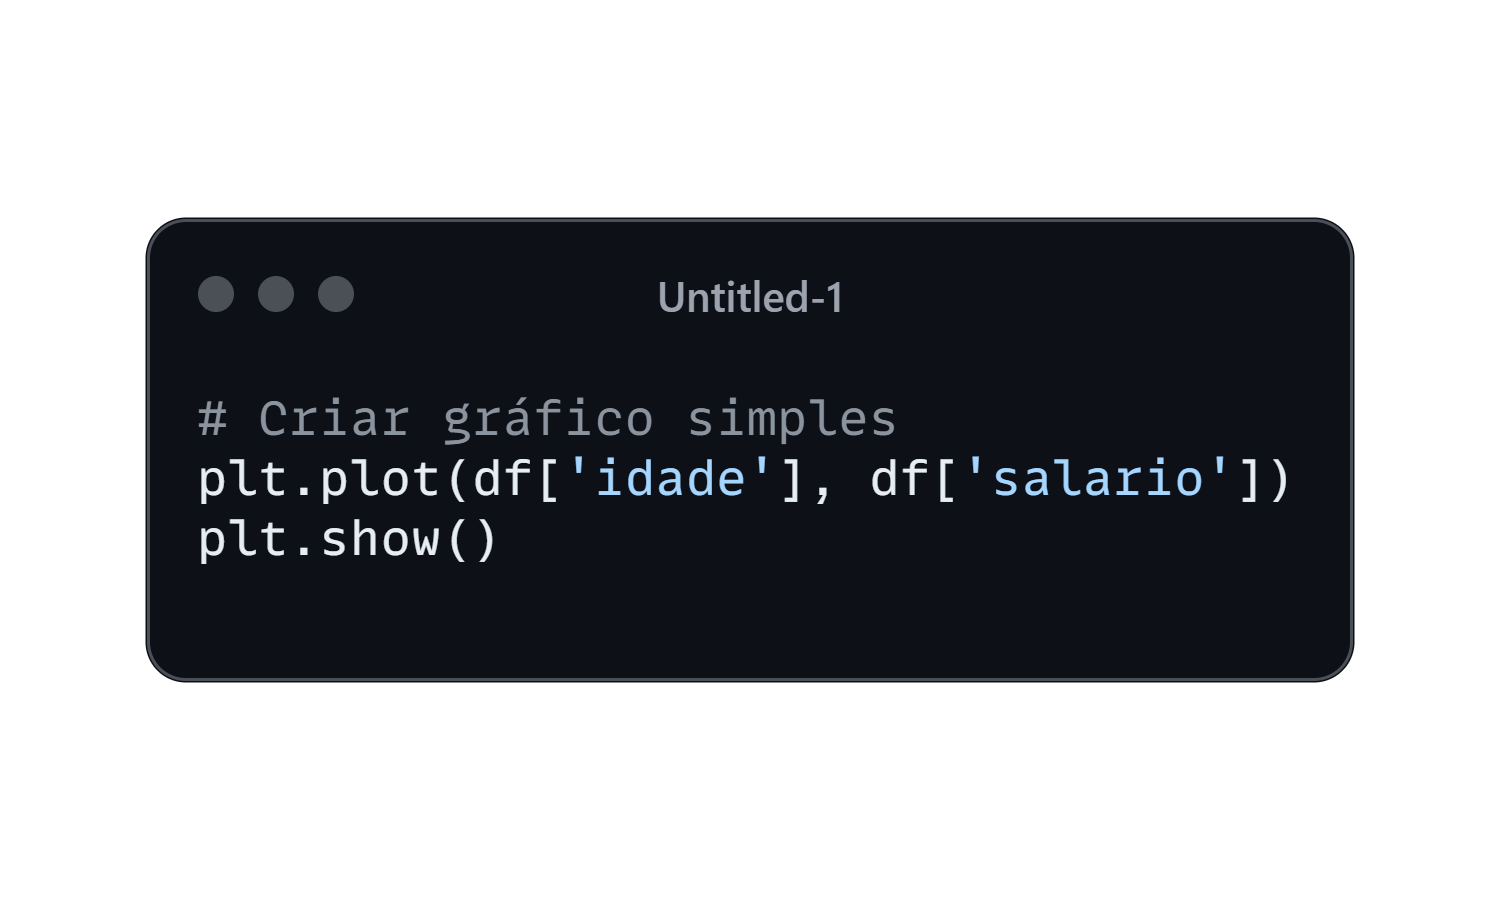 Untitled-1
# Criar gráfico simples
plt.plot(df['idade'], df['salario'])
plt.show()